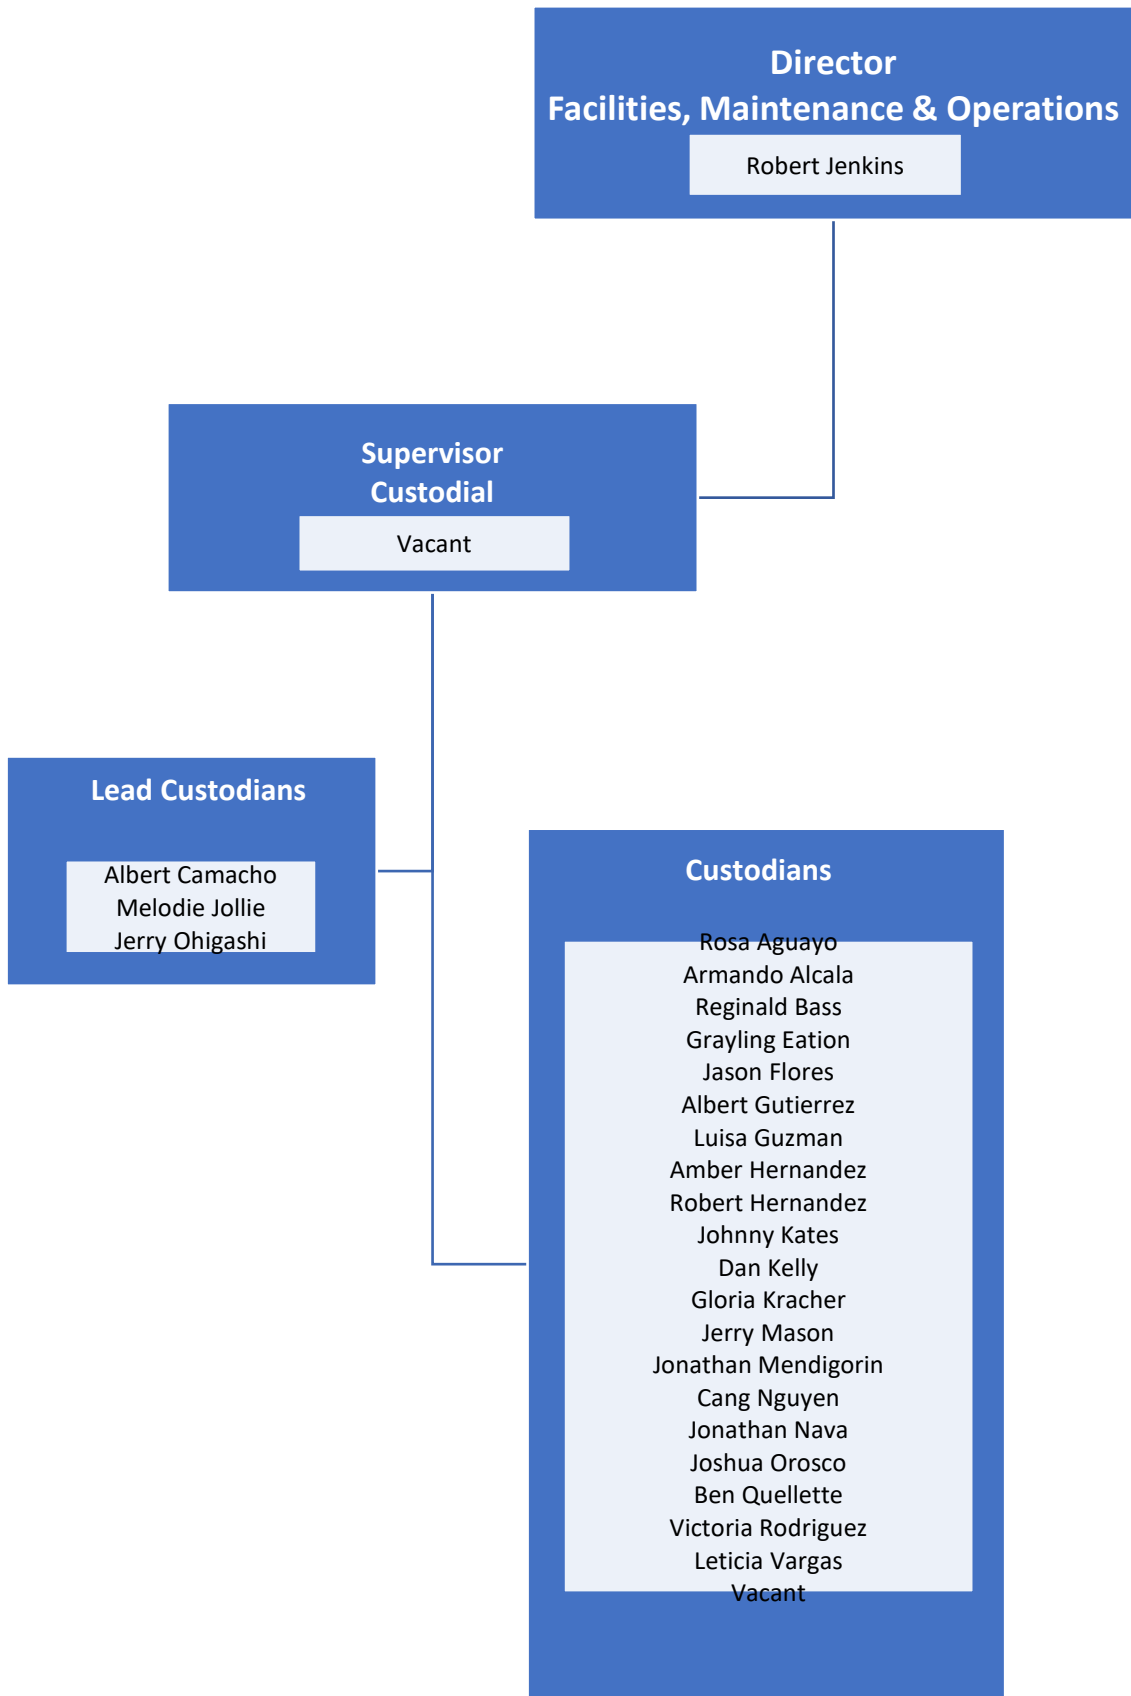 Director
Facilities, Maintenance & Operations
Robert Jenkins
Supervisor
Custodial
Vacant
Lead Custodians
Albert Camacho
Melodie Jollie
Jerry Ohigashi
Custodians
Rosa Aguayo
Armando Alcala
Reginald Bass
Grayling Eation
Jason Flores
Albert Gutierrez
Luisa Guzman
Amber Hernandez
Robert Hernandez
Johnny Kates
Dan Kelly
Gloria Kracher
Jerry Mason
Jonathan Mendigorin
Cang Nguyen
Jonathan Nava
Joshua Orosco
Ben Quellette
Victoria Rodriguez
Leticia Vargas
Vacant